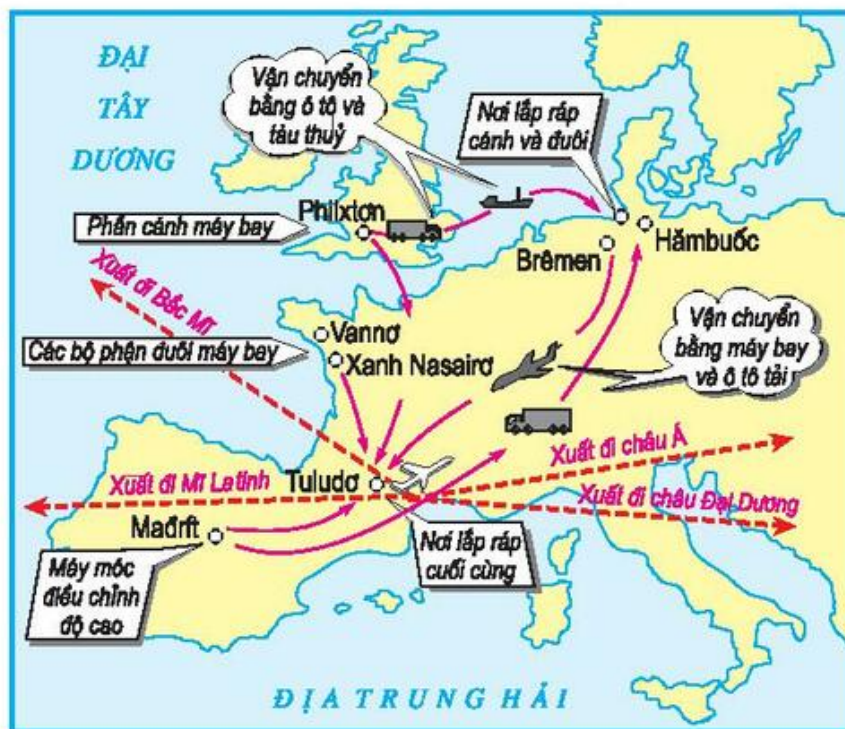 ĐẠI
TÂY
DƯƠNG
Vận chuyển
bằng ô tô và
tàu thuỷ
Nơi lắp ráp
cánh và đuôi
Philxtơn
Phần cánh máy bay
Hămbuốc
Brêmen
Xuất đi Bắc Mĩ
Vannơ
Các bộ phận đuôi máy bay
Xanh Nasairơ
Vận chuyển
bằng máy bay
và ô tô tải
Xuất đi châu Á
Xuất đi Mĩ Latinh
Tuludơ
Xuất đi châu Đại Dương
Mađrít
Nơi lắp ráp
cuối cùng
Máy móc
điều chỉnh
độ cao
ĐỊA TRUNG HẢI